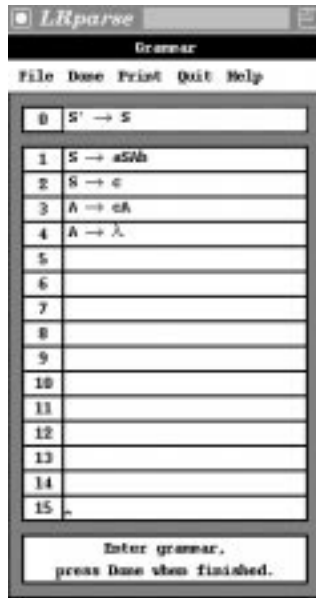 LRparse
Grammar
File Done Print Quit Help
0 S' → S
1 S → aSAb
2 S → c
3 A → cA
4 A → λ
5
6
7
8
9
10
11
12
13
14
15
Enter grammar,
press Done when finished.